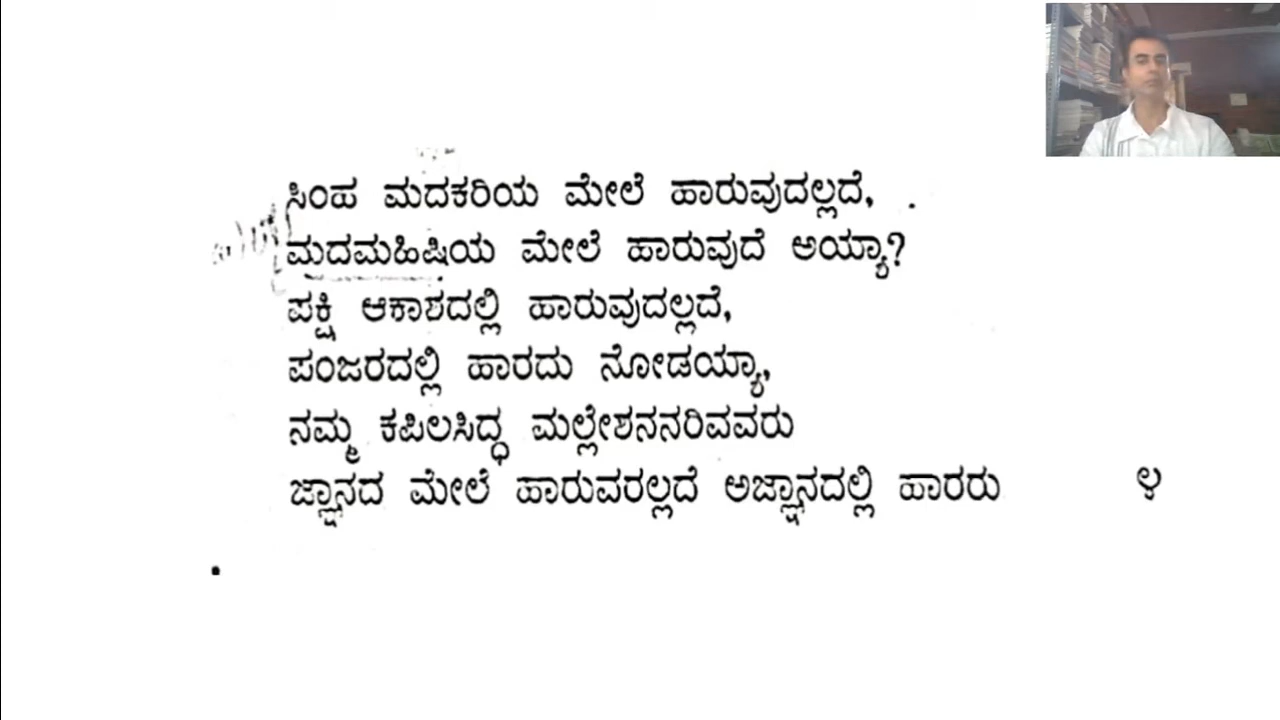 ಸಿಂಹ ಮದಕರಿಯ ಮೇಲೆ ಹಾರುವುದಲ್ಲದೆ,
ಮದಮಹಿಷಿಯ ಮೇಲೆ ಹಾರುವುದೆ ಅಯ್ಯಾ?
ಪಕ್ಷಿ ಆಕಾಶದಲ್ಲಿ ಹಾರುವುದಲ್ಲದೆ,
ಪಂಜರದಲ್ಲಿ ಹಾರದು ನೋಡಯ್ಯಾ,
ನಮ್ಮ ಕಪಿಲಸಿದ್ಧ ಮಲ್ಲೇಶನನರಿವವರು
ಜ್ಞಾನದ ಮೇಲೆ ಹಾರುವರಲ್ಲದೆ ಅಜ್ಞಾನದಲ್ಲಿ ಹಾರರು ೪